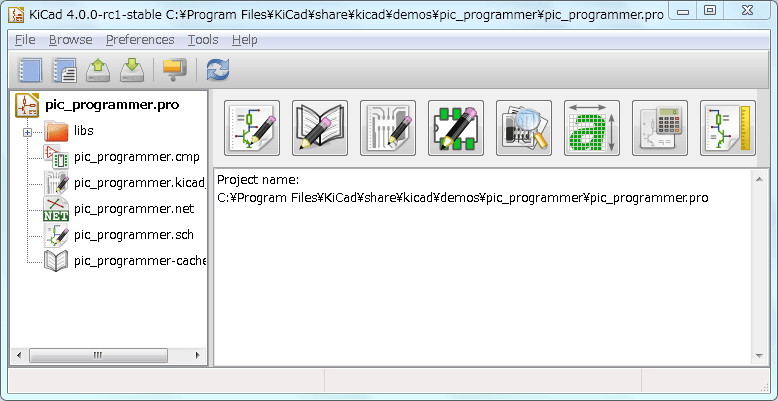 KiCad 4.0.0-rc1-stable C:¥Program Files¥KiCad¥share¥kicad¥demos¥pic_programmer¥pic_programmer.pro
File Browse Preferences Tools Help
pic_programmer.pro
libs
pic_programmer.cmp
pic_programmer.kicad_
pic_programmer.net
NET
pic_programmer.sch
pic_programmer-cache
a
Project name:
C:¥Program Files¥KiCad¥share¥kicad¥demos¥pic_programmer¥pic_programmer.pro